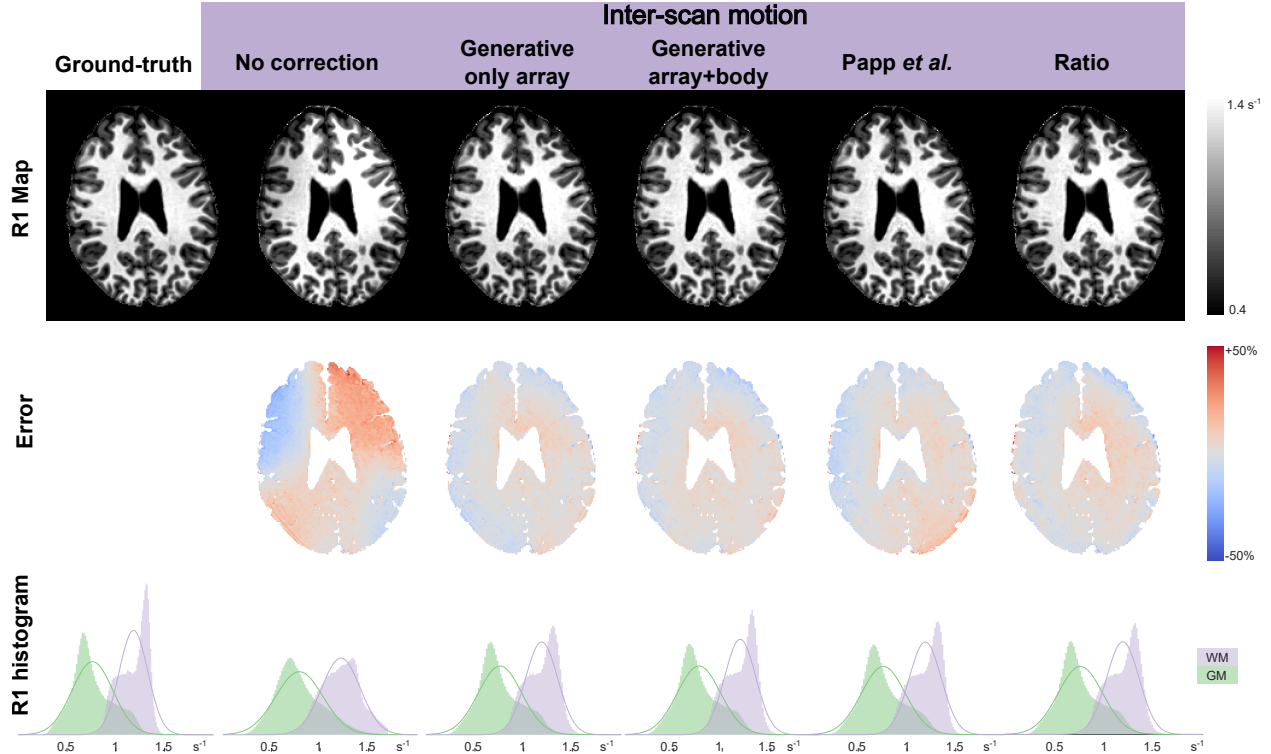 Inter-scan motion
Ground-truth
No correction
Generative
only array
Generative
array+body
Papp et al.
Ratio
R1 Map
1.4 s-1
0.4
Error
+50%
-50%
R1 histogram
WM
GM
0.5 1 1.5 s-1
0.5 1 1.5 s-1
0.5 1 1.5 s-1
0.5 1 1.5 s-1
0.5 1 1.5 s-1
0.5 1 1.5 s-1